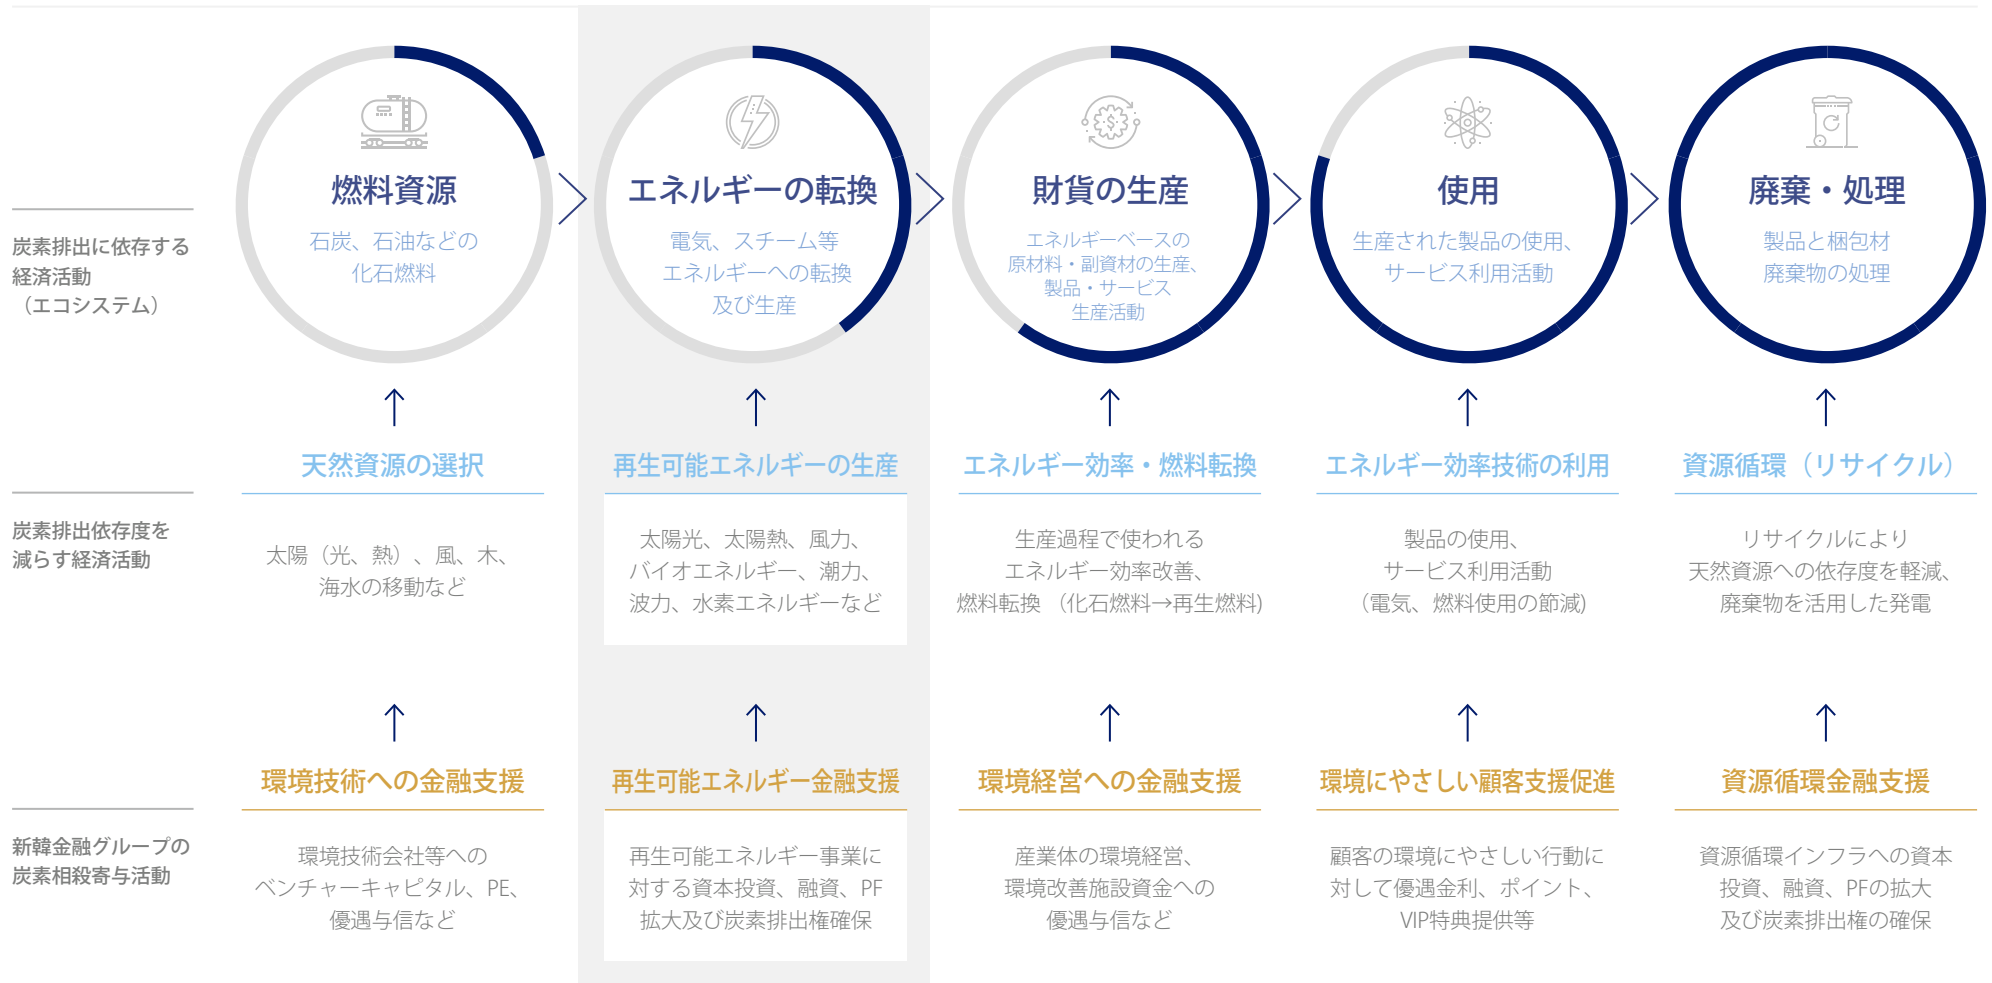 炭素排出に依存する
経済活動
（エコシステム）
燃料資源
石炭、石油などの
化石燃料
エネルギーの転換
電気、スチーム等
エネルギーへの転換
及び生産
財貨の生産
エネルギーベースの
原材料・副資材の生産、
製品・サービス
生産活動
使用
生産された製品の使用、
サービス利用活動
廃棄・処理
製品と梱包材
廃棄物の処理
炭素排出依存度を
減らす経済活動
天然資源の選択
太陽（光、熱）、風、木、
海水の移動など
再生可能エネルギーの生産
太陽光、太陽熱、風力、
バイオエネルギー、潮力、
波力、水素エネルギーなど
エネルギー効率・燃料転換
生産過程で使われる
エネルギー効率改善、
燃料転換 （化石燃料→再生燃料)
エネルギー効率技術の利用
製品の使用、
サービス利用活動
（電気、燃料使用の節減)
資源循環（リサイクル）
リサイクルにより
天然資源への依存度を軽減、
廃棄物を活用した発電
新韓金融グループの
炭素相殺寄与活動
環境技術への金融支援
環境技術会社等への
ベンチャーキャピタル、PE、
優遇与信など
再生可能エネルギー金融支援
再生可能エネルギー事業に
対する資本投資、融資、PF
拡大及び炭素排出権確保
環境経営への金融支援
産業体の環境経営、
環境改善施設資金への
優遇与信など
環境にやさしい顧客支援促進
顧客の環境にやさしい行動に
対して優遇金利、ポイント、
VIP特典提供等
資源循環金融支援
資源循環インフラへの資本
投資、融資、PFの拡大
及び炭素排出権の確保